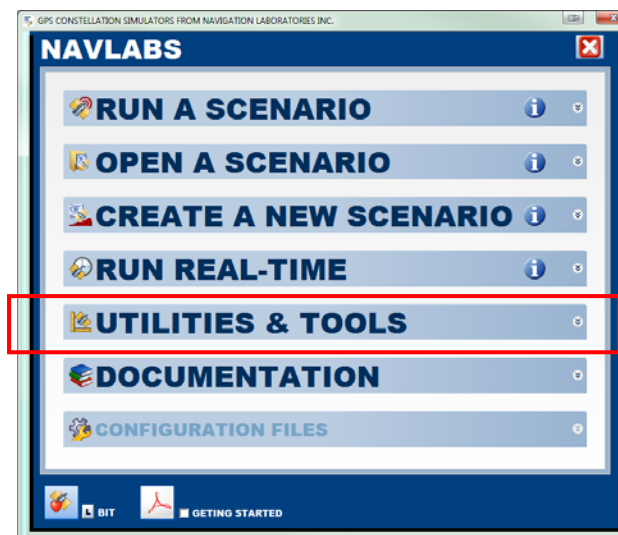 GPS CONSTELLATION SIMULATORS FROM NAVIGATION LABORATORIES INC.
NAVLABS
RUN A SCENARIO
OPEN A SCENARIO
CREATE A NEW SCENARIO
RUN REAL-TIME
UTILITIES & TOOLS
DOCUMENTATION
CONFIGURATION FILES
L BIT GETING STARTED